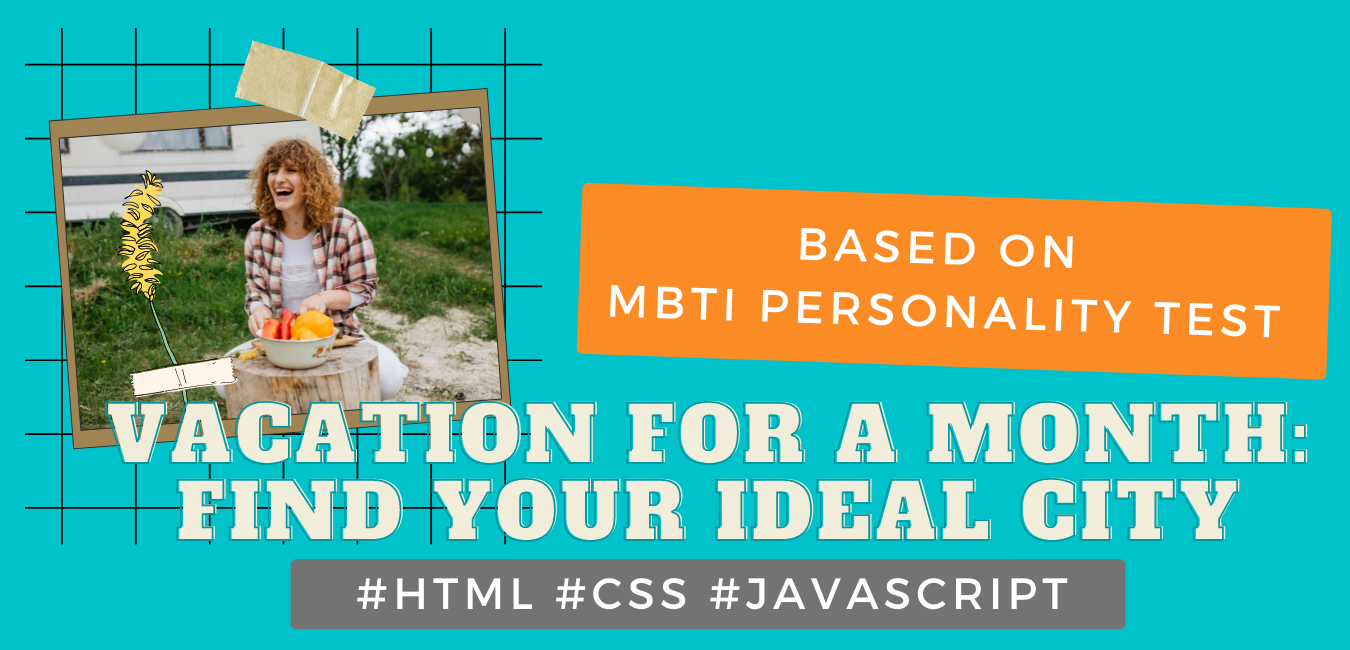 BASED ON
MBTI PERSONALITY TEST
VACATION FOR A MONTH:
FIND YOUR IDEAL CITY
#HTML #CSS #JAVASCRIPT